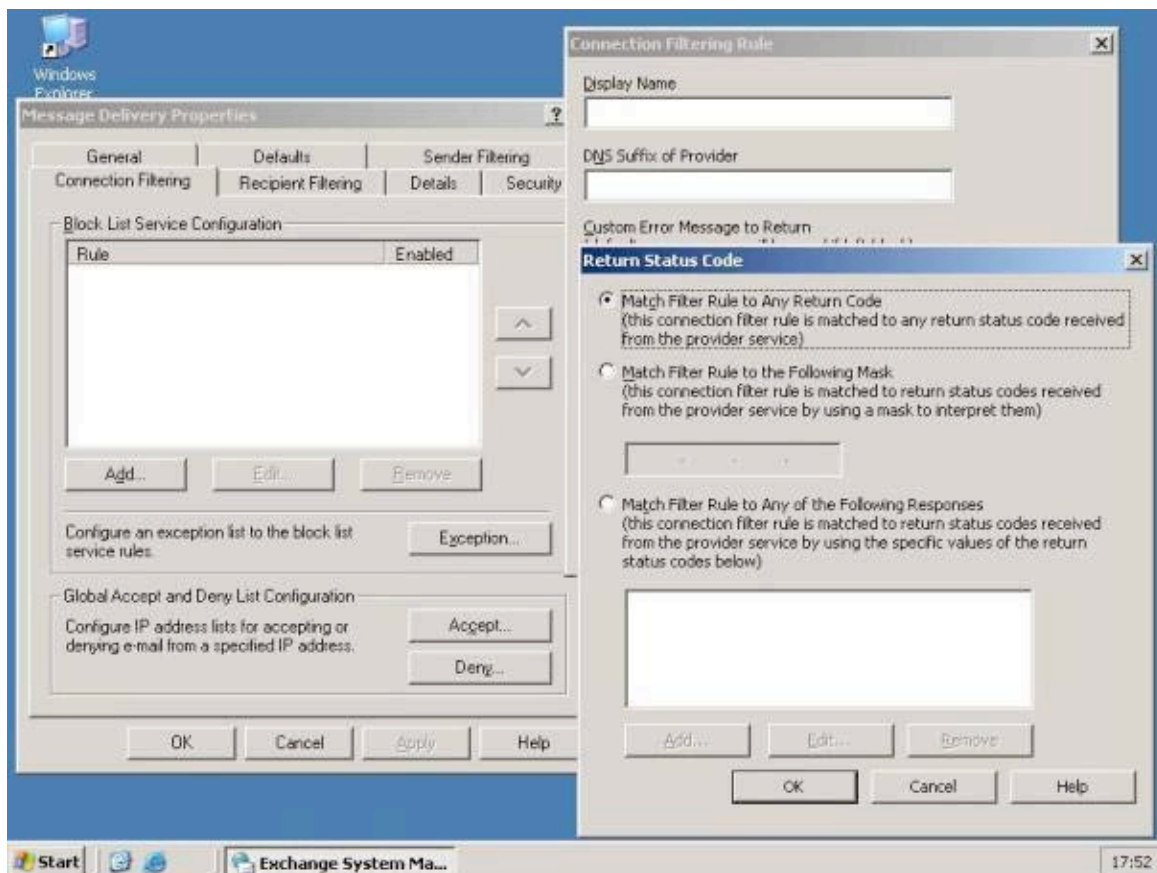 Windows
Explorer
Message Delivery Properties
?
General
Defaults
Sender Filtering
Connection Filtering
Recipient Filtering
Details
Security
Block List Service Configuration
Rule
Enabled
Add...
Edit...
Remove
Configure an exception list to the block list
service rules.
Exception...
Global Accept and Deny List Configuration
Configure IP address lists for accepting or
denying e-mail from a specified IP address.
Accept...
Deny...
OK
Cancel
Apply
Help
Connection Filtering Rule
Display Name
DNS Suffix of Provider
Custom Error Message to Return
Return Status Code
Match Filter Rule to Any Return Code
(this connection filter rule is matched to any return status code received
from the provider service)
Match Filter Rule to the Following Mask
(this connection filter rule is matched to return status codes received
from the provider service by using a mask to interpret them)
Match Filter Rule to Any of the Following Responses
(this connection filter rule is matched to return status codes received
from the provider service by using the specific values of the return
status codes below)
Add...
Edit...
Remove
OK
Cancel
Help
Start
Exchange System Ma...
17:52